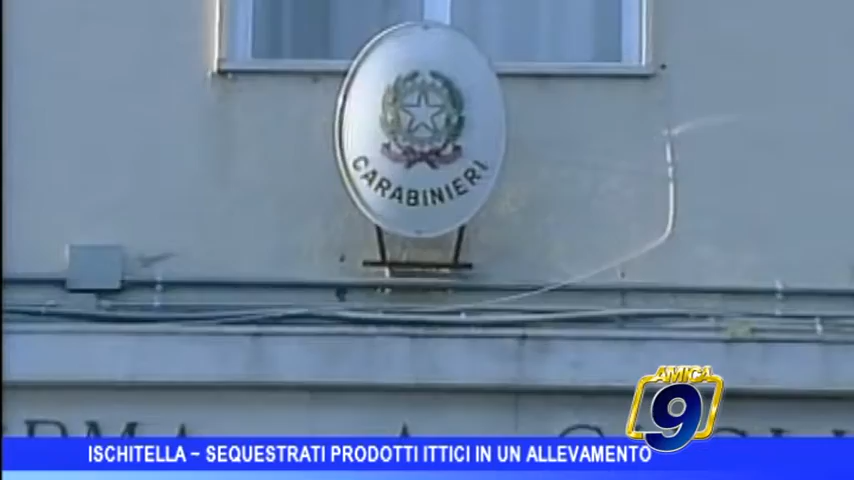 CARABINIERI
AMICA
9
ISCHITELLA – SEQUESTRATI PRODOTTI ITTICI IN UN ALLEVAMENTO